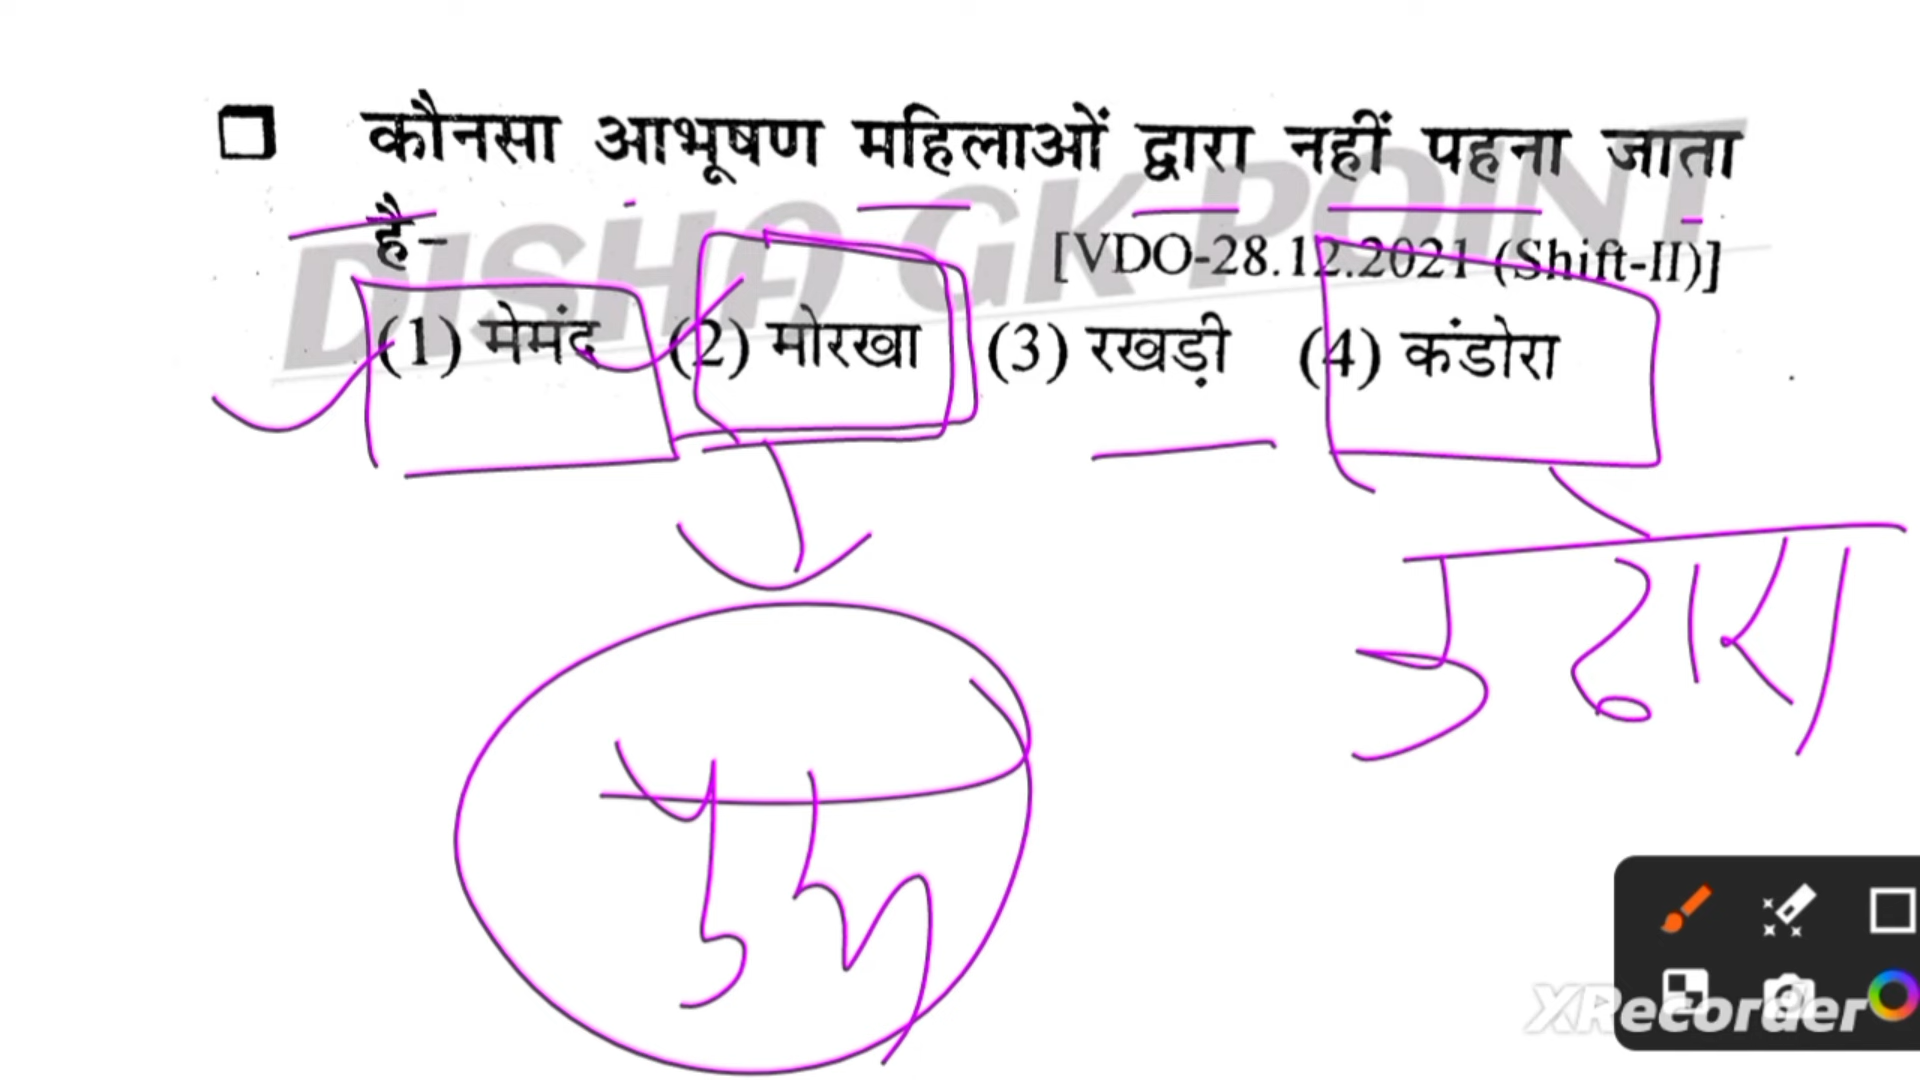 कौनसा आभूषण महिलाओं द्वारा नहीं पहना जाता
है-
[VDO-28.12.2021 (Shift-II)]
(1) मेमंद (2) मोरखा (3) रखड़ी (4) कंडोरा
DISHA GK POINT
XRecorder